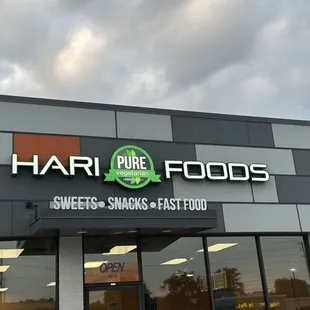 HARI PURE vegetarian FOODS
SWEETS • SNACKS • FAST FOOD
OPEN